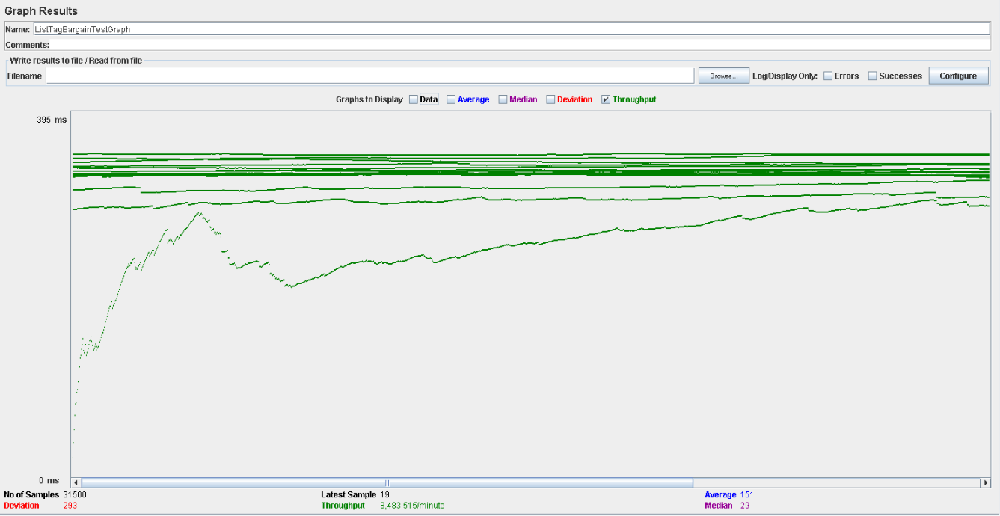 Graph Results
Name: ListTagBargainTestGraph
Comments:
Write results to file / Read from file
Filename Browse... Log/Display Only: Errors Successes Configure
Graphs to Display Data Average Median Deviation Throughput
395 ms
0 ms
No of Samples 31500 Latest Sample 19 Average 151
Deviation 293 Throughput 8,483.515/minute Median 29